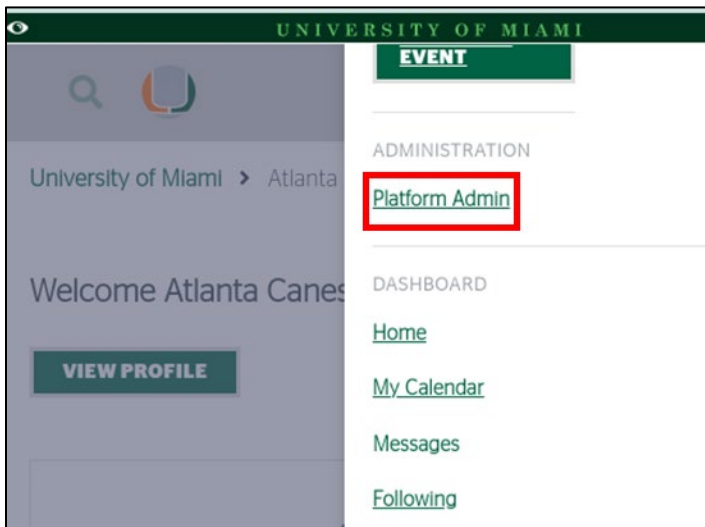 UNIVERSITY OF MIAMI
EVENT
University of Miami > Atlanta
Welcome Atlanta Canes
VIEW PROFILE
ADMINISTRATION
Platform Admin
DASHBOARD
Home
My Calendar
Messages
Following